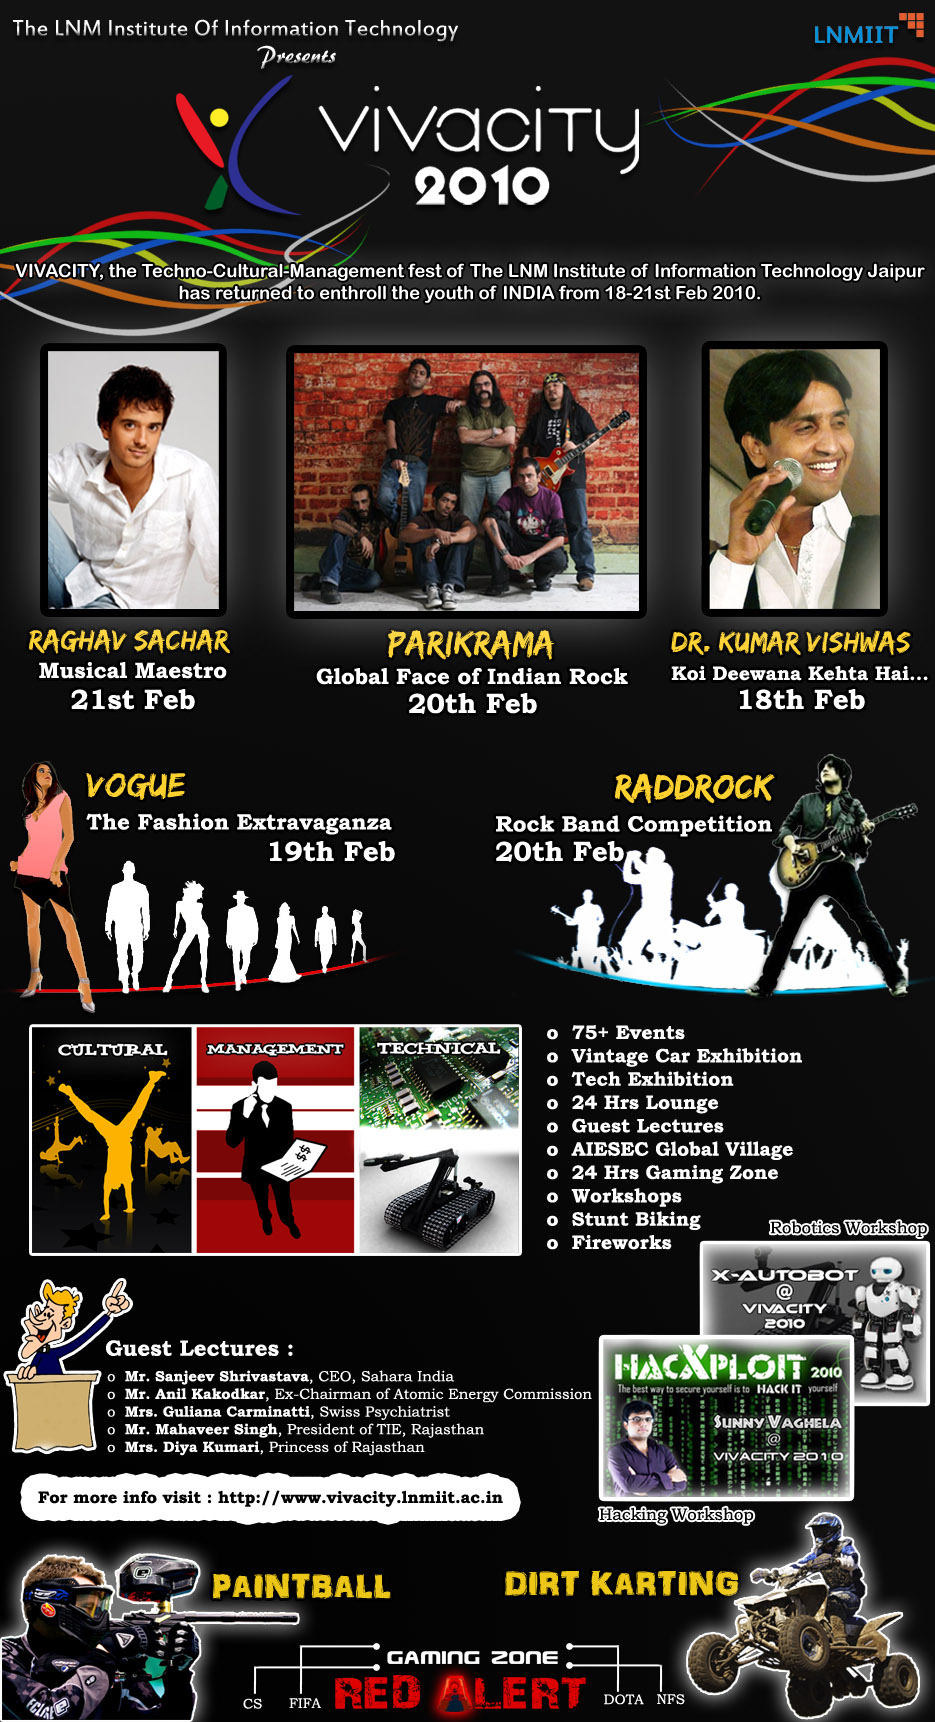 The LNM Institute Of Information Technology
Presents
LNMIIT
VIVACITY
2010
VIVACITY, the Techno-Cultural-Management fest of The LNM Institute of Information Technology Jaipur
has returned to enthroll the youth of INDIA from 18-21st Feb 2010.
RAGHAV SACHAR
Musical Maestro
21st Feb
PARIKRAMA
Global Face of Indian Rock
20th Feb
DR. KUMAR VISHWAS
Koi Deewana Kehta Hai...
18th Feb
VOGUE
The Fashion Extravaganza
19th Feb
RADDROCK
Rock Band Competition
20th Feb
CULTURAL
MANAGEMENT
$$
$$
TECHNICAL
o 75+ Events
o Vintage Car Exhibition
o Tech Exhibition
o 24 Hrs Lounge
o Guest Lectures
o AIESEC Global Village
o 24 Hrs Gaming Zone
o Workshops
o Stunt Biking
o Fireworks
Robotics Workshop
X-AUTOBOT
@
VIVACITY
2010
HACXPLOIT 2010
The best way to secure yourself is to HACK IT yourself
SUNNY VAGHELA
@
VIVACITY 2010
Hacking Workshop
Guest Lectures :
o Mr. Sanjeev Shrivastava, CEO, Sahara India
o Mr. Anil Kakodkar, Ex-Chairman of Atomic Energy Commission
o Mrs. Guliana Carminatti, Swiss Psychiatrist
o Mr. Mahaveer Singh, President of TIE, Rajasthan
o Mrs. Diya Kumari, Princess of Rajasthan
For more info visit : http://www.vivacity.lnmiit.ac.in
PAINTBALL
DIRT KARTING
GAMING ZONE
RED ALERT
CS
FIFA
DOTA
NFS